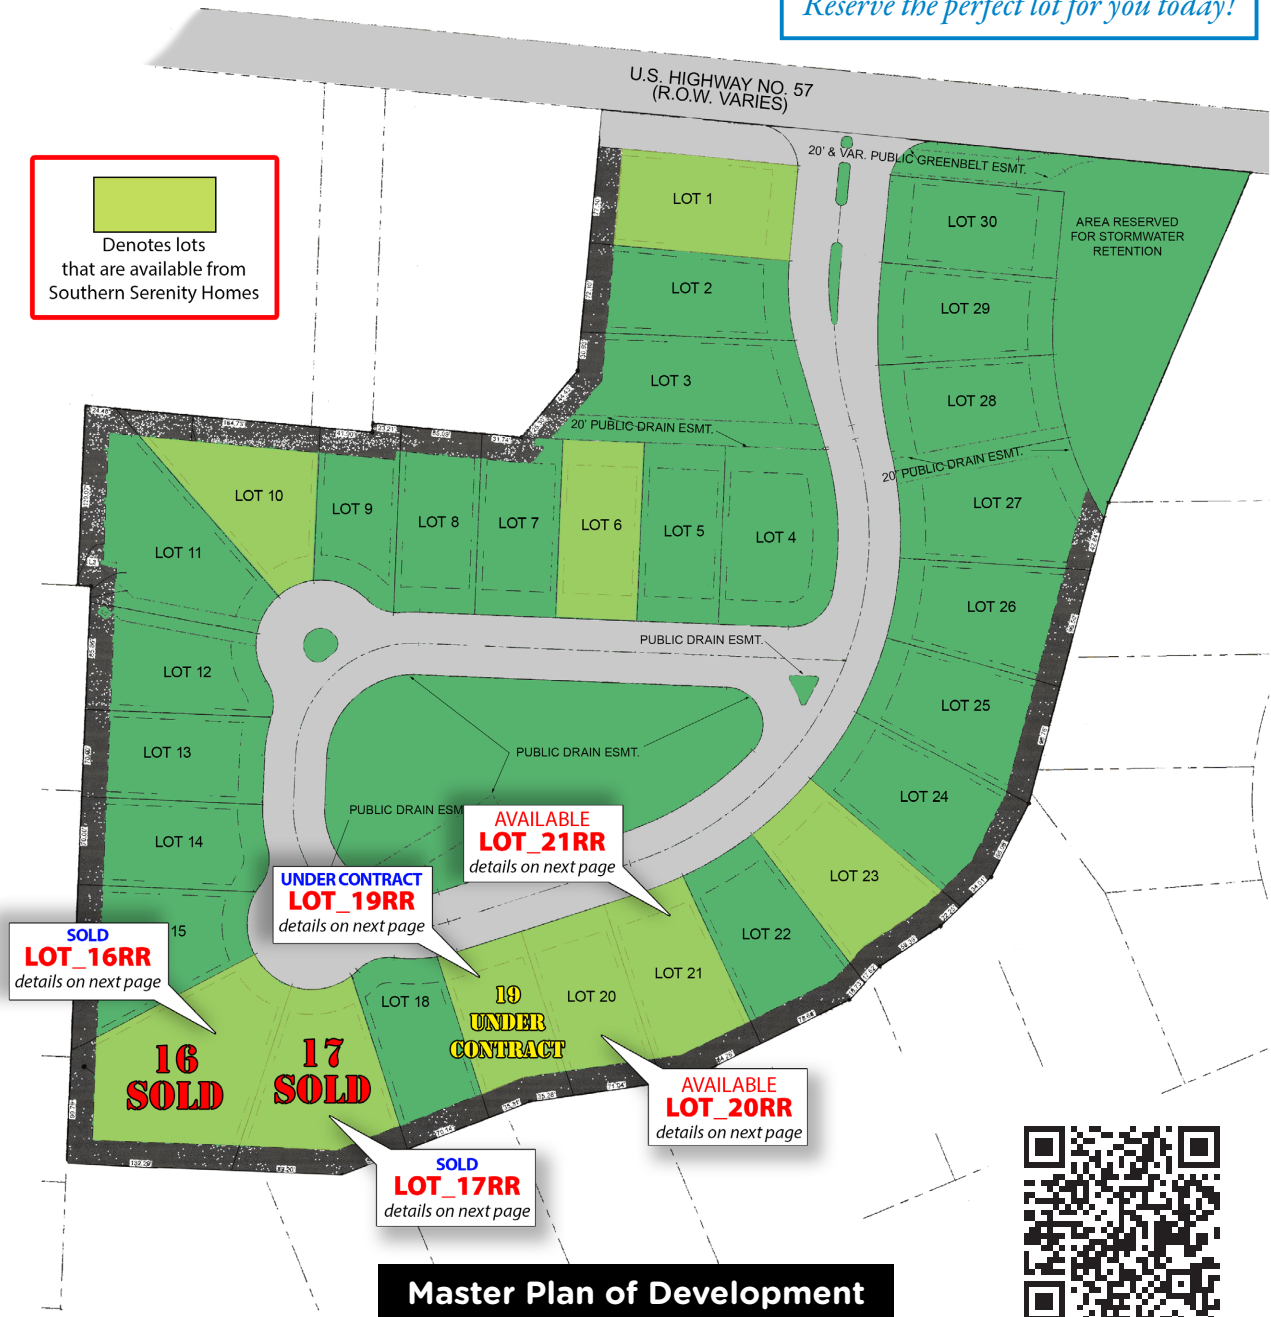 Reserve the perfect lot for you today!
U.S. HIGHWAY NO. 57
(R.O.W. VARIES)
20' & VAR. PUBLIC GREENBELT ESMT.
Denotes lots
that are available from
Southern Serenity Homes
LOT 1
LOT 30
AREA RESERVED
FOR STORMWATER
RETENTION
LOT 2
LOT 29
LOT 3
LOT 28
20' PUBLIC DRAIN ESMT.
20' PUBLIC DRAIN ESMT.
LOT 10
LOT 9
LOT 8
LOT 7
LOT 6
LOT 5
LOT 4
LOT 27
LOT 11
LOT 26
PUBLIC DRAIN ESMT.
LOT 12
LOT 25
LOT 13
PUBLIC DRAIN ESMT.
LOT 24
PUBLIC DRAIN ESM
LOT 14
AVAILABLE
LOT_21RR
details on next page
LOT 23
UNDER CONTRACT
LOT_19RR
details on next page
15
SOLD
LOT_16RR
details on next page
LOT 22
LOT 21
LOT 20
LOT 18
19
UNDER
CONTRACT
16
SOLD
17
SOLD
AVAILABLE
LOT_20RR
details on next page
SOLD
LOT_17RR
details on next page
Master Plan of Development